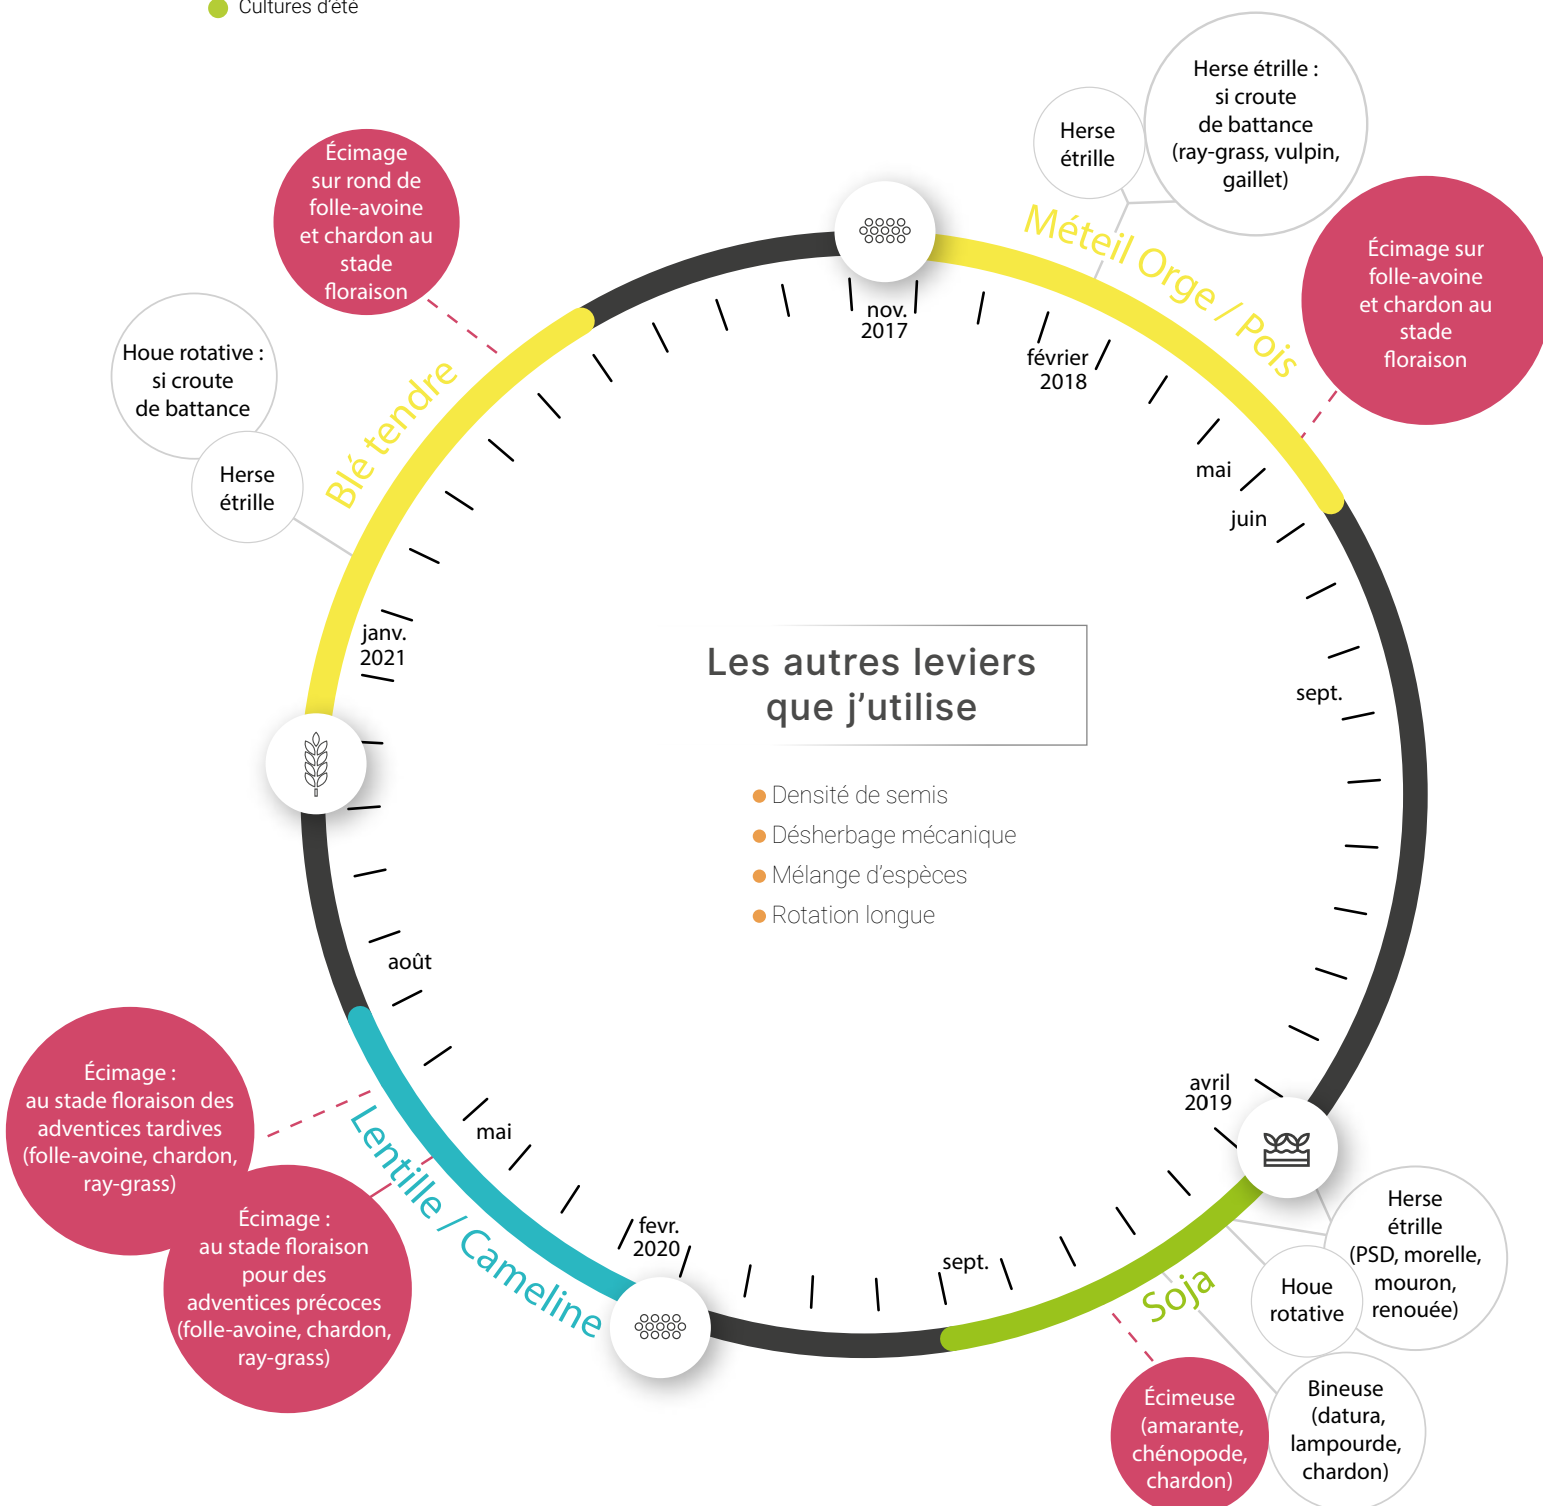 Cultures d'été
Herse étrille :
si croute
de battance
(ray-grass, vulpin,
gaillet)
Herse
étrille
Écimage
sur rond de
folle-avoine
et chardon au
stade
floraison
Méteil Orge / Pois
Écimage sur
folle-avoine
et chardon au
stade
floraison
nov.
2017
février
2018
Houe rotative :
si croute
de battance
Blé tendre
Herse
étrille
mai
juin
janv.
2021
Les autres leviers
que j’utilise
sept.
Densité de semis
Désherbage mécanique
Mélange d'espèces
Rotation longue
août
avril
2019
Écimage :
au stade floraison des
adventices tardives
(folle-avoine, chardon,
ray-grass)
mai
Lentille / Cameline
Écimage :
au stade floraison
pour des
adventices précoces
(folle-avoine, chardon,
ray-grass)
fevr.
2020
sept.
Soja
Herse
étrille
(PSD, morelle,
mouron,
renouée)
Houe
rotative
Écimeuse
(amarante,
chénopode,
chardon)
Bineuse
(datura,
lampourde,
chardon)